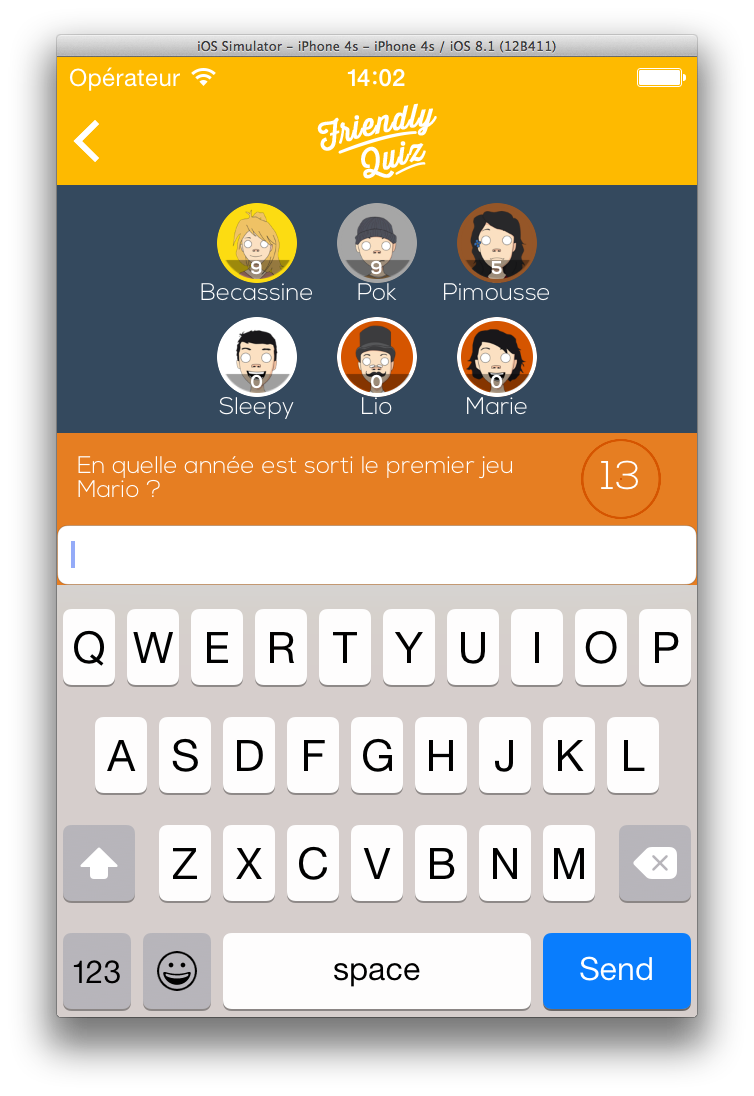 iOS Simulator – iPhone 4s – iPhone 4s / iOS 8.1 (12B411)
Opérateur 14:02
Friendly
Quiz
9 9 5
Becassine Pok Pimousse
0 0 0
Sleepy Lio Marie
En quelle année est sorti le premier jeu
Mario ?
13
Q W E R T Y U I O P
A S D F G H J K L
Z X C V B N M
123 space Send